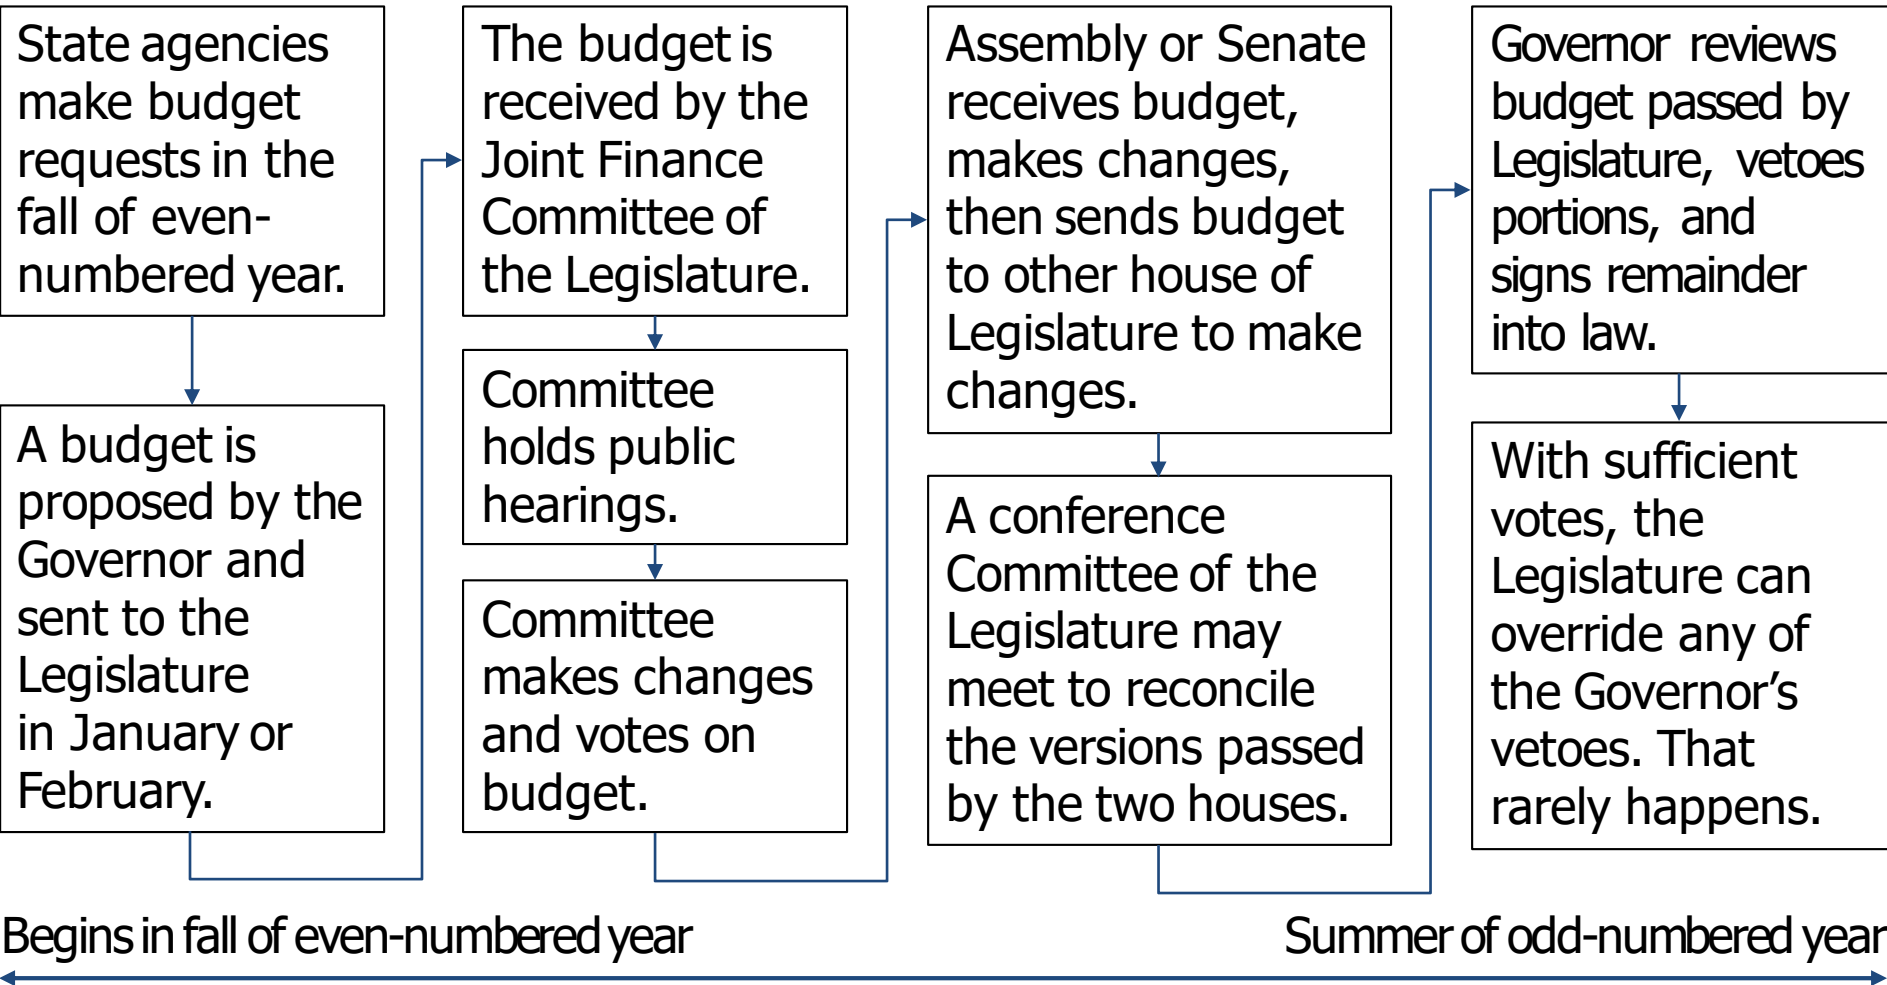 State agencies
make budget
requests in the
fall of even-
numbered year.
A budget is
proposed by the
Governor and
sent to the
Legislature
in January or
February.
The budget is
received by the
Joint Finance
Committee of
the Legislature.
Committee
holds public
hearings.
Committee
makes changes
and votes on
budget.
Assembly or Senate
receives budget,
makes changes,
then sends budget
to other house of
Legislature to make
changes.
A conference
Committee of the
Legislature may
meet to reconcile
the versions passed
by the two houses.
Governor reviews
budget passed by
Legislature, vetoes
portions, and
signs remainder
into law.
With sufficient
votes, the
Legislature can
override any of
the Governor’s
vetoes. That
rarely happens.
Begins in fall of even-numbered year
Summer of odd-numbered year